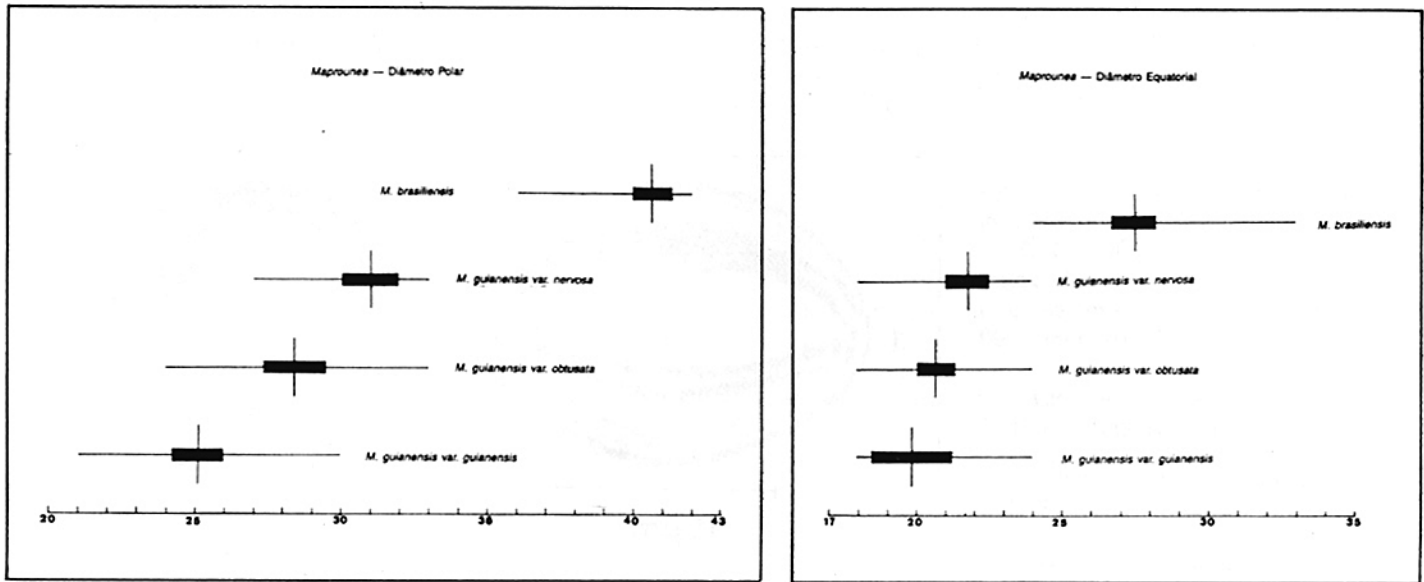 Maprounea — Diâmetro Polar
M. brasiliensis
M. guianensis var. nervosa
M. guianensis var. obtusata
M. guianensis var. guianensis
20 25 30 35 40 43
Maprounea — Diâmetro Equatorial
M. brasiliensis
M. guianensis var. nervosa
M. guianensis var. obtusata
M. guianensis var. guianensis
17 20 25 30 35